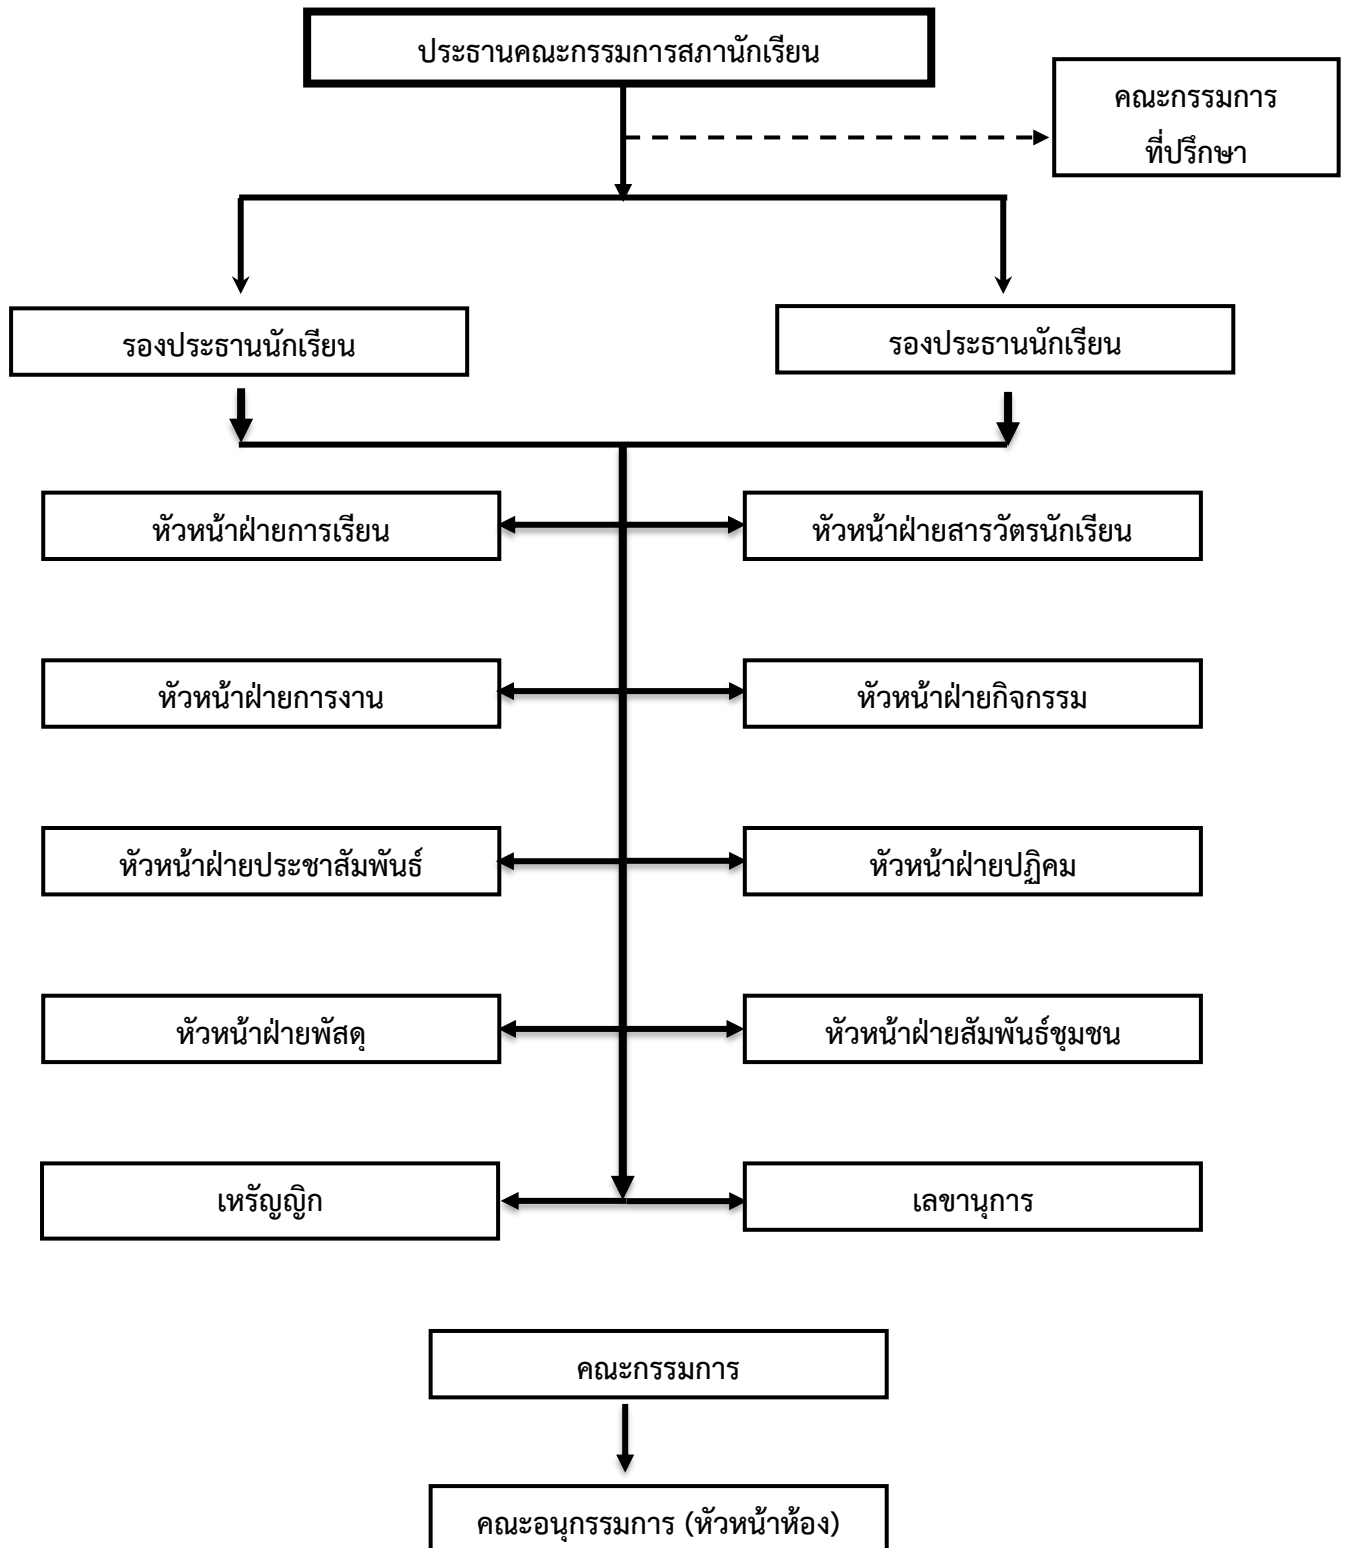 ประธานคณะกรรมการสภานักเรียน
คณะกรรมการ
ที่ปรึกษา
รองประธานนักเรียน
รองประธานนักเรียน
หัวหน้าฝ่ายการเรียน
หัวหน้าฝ่ายสารวัตรนักเรียน
หัวหน้าฝ่ายการงาน
หัวหน้าฝ่ายกิจกรรม
หัวหน้าฝ่ายประชาสัมพันธ์
หัวหน้าฝ่ายปฏิคม
หัวหน้าฝ่ายพัสดุ
หัวหน้าฝ่ายสัมพันธ์ชุมชน
เหรัญญิก
เลขานุการ
คณะกรรมการ
คณะอนุกรรมการ (หัวหน้าห้อง)